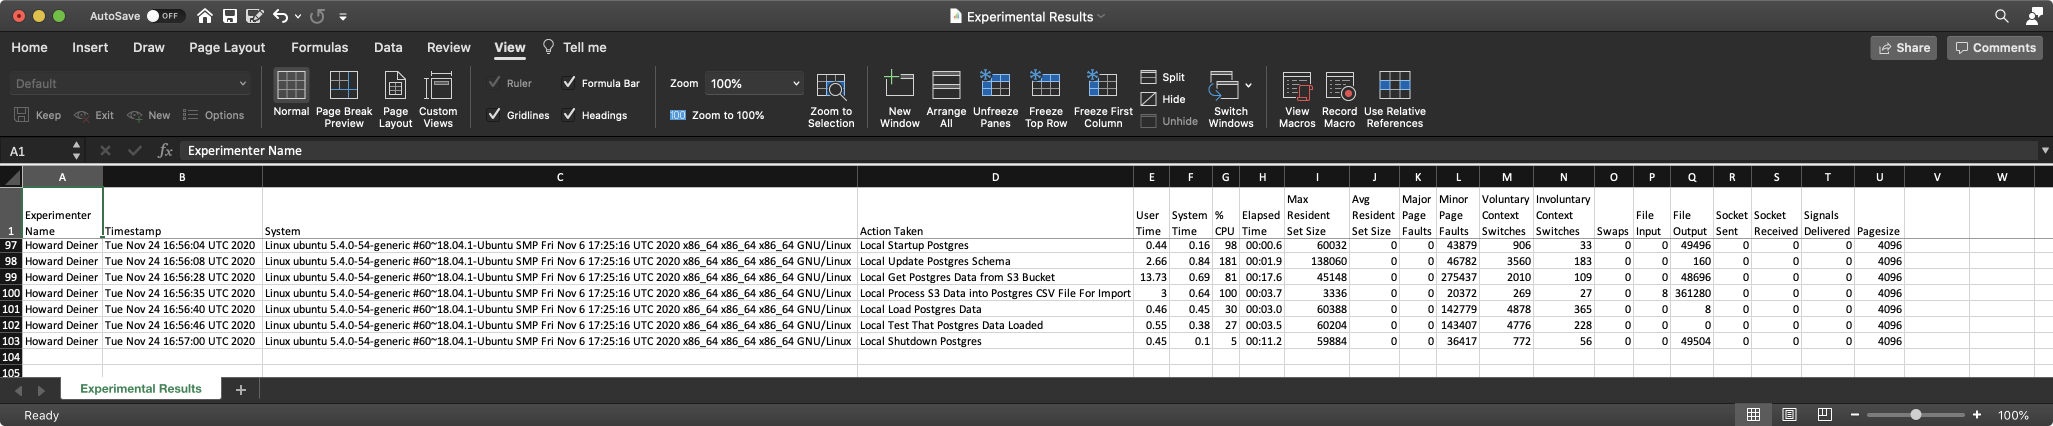 AutoSave OFF
Experimental Results
Home Insert Draw Page Layout Formulas Data Review View Tell me
Share Comments
Default
Keep Exit New Options
Normal
Page Break Preview
Page Layout
Custom Views
Ruler Formula Bar
Gridlines Headings
Zoom 100%
100 Zoom to 100%
Zoom to Selection
New Window
Arrange All
Unfreeze Panes
Freeze Top Row
Freeze First Column
Split
Hide
Unhide
Switch Windows
View Macros
Record Macro
Use Relative References
A1 fx Experimenter Name
A B C D E F G H I J K L M N O P Q R S T U V W
1 Experimenter Name Timestamp System Action Taken User Time System Time % CPU Elapsed Time Max Resident Set Size Avg Resident Set Size Major Page Faults Minor Page Faults Voluntary Context Switches Involuntary Context Switches Swaps File Input File Output Socket Sent Socket Received Signals Delivered Pagesize
97 Howard Deiner Tue Nov 24 16:56:04 UTC 2020 Linux ubuntu 5.4.0-54-generic #60~18.04.1-Ubuntu SMP Fri Nov 6 17:25:16 UTC 2020 x86_64 x86_64 x86_64 GNU/Linux Local Startup Postgres 0.44 0.16 98 00:00.6 60032 0 0 43879 906 33 0 0 49496 0 0 0 4096
98 Howard Deiner Tue Nov 24 16:56:08 UTC 2020 Linux ubuntu 5.4.0-54-generic #60~18.04.1-Ubuntu SMP Fri Nov 6 17:25:16 UTC 2020 x86_64 x86_64 x86_64 GNU/Linux Local Update Postgres Schema 2.66 0.84 181 00:01.9 138060 0 0 46782 3560 183 0 0 160 0 0 0 4096
99 Howard Deiner Tue Nov 24 16:56:28 UTC 2020 Linux ubuntu 5.4.0-54-generic #60~18.04.1-Ubuntu SMP Fri Nov 6 17:25:16 UTC 2020 x86_64 x86_64 x86_64 GNU/Linux Local Get Postgres Data from S3 Bucket 13.73 0.69 81 00:17.6 45148 0 0 275437 2010 109 0 0 48696 0 0 0 4096
100 Howard Deiner Tue Nov 24 16:56:35 UTC 2020 Linux ubuntu 5.4.0-54-generic #60~18.04.1-Ubuntu SMP Fri Nov 6 17:25:16 UTC 2020 x86_64 x86_64 x86_64 GNU/Linux Local Process S3 Data into Postgres CSV File For Import 3 0.64 100 00:03.7 3336 0 0 20372 269 27 0 8 361280 0 0 0 4096
101 Howard Deiner Tue Nov 24 16:56:40 UTC 2020 Linux ubuntu 5.4.0-54-generic #60~18.04.1-Ubuntu SMP Fri Nov 6 17:25:16 UTC 2020 x86_64 x86_64 x86_64 GNU/Linux Local Load Postgres Data 0.46 0.45 30 00:03.0 60388 0 0 142779 4878 365 0 0 8 0 0 0 4096
102 Howard Deiner Tue Nov 24 16:56:46 UTC 2020 Linux ubuntu 5.4.0-54-generic #60~18.04.1-Ubuntu SMP Fri Nov 6 17:25:16 UTC 2020 x86_64 x86_64 x86_64 GNU/Linux Local Test That Postgres Data Loaded 0.55 0.38 27 00:03.5 60204 0 0 143407 4776 228 0 0 0 0 0 0 4096
103 Howard Deiner Tue Nov 24 16:57:00 UTC 2020 Linux ubuntu 5.4.0-54-generic #60~18.04.1-Ubuntu SMP Fri Nov 6 17:25:16 UTC 2020 x86_64 x86_64 x86_64 GNU/Linux Local Shutdown Postgres 0.45 0.1 5 00:11.2 59884 0 0 36417 772 56 0 0 49504 0 0 0 4096
104
105
Experimental Results +
Ready 100%